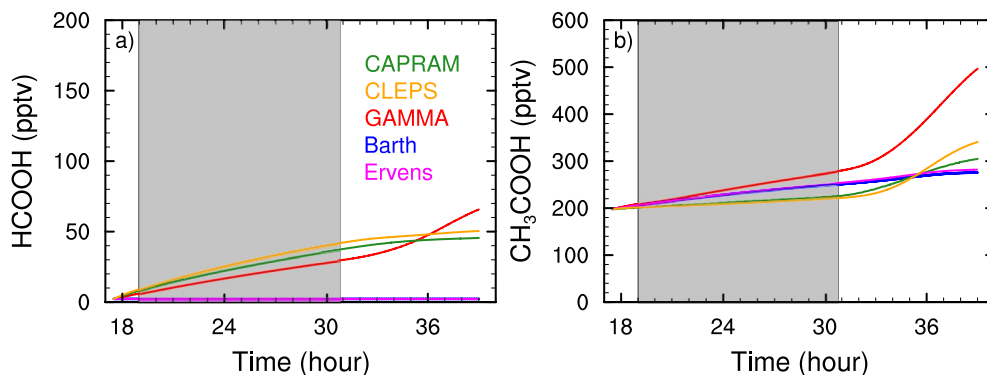 a)
HCOOH (pptv)
200
150
100
50
0
18
24
30
36
Time (hour)
CAPRAM
CLEPS
GAMMA
Barth
Ervens
b)
CH₃COOH (pptv)
600
500
400
300
200
100
0
18
24
30
36
Time (hour)